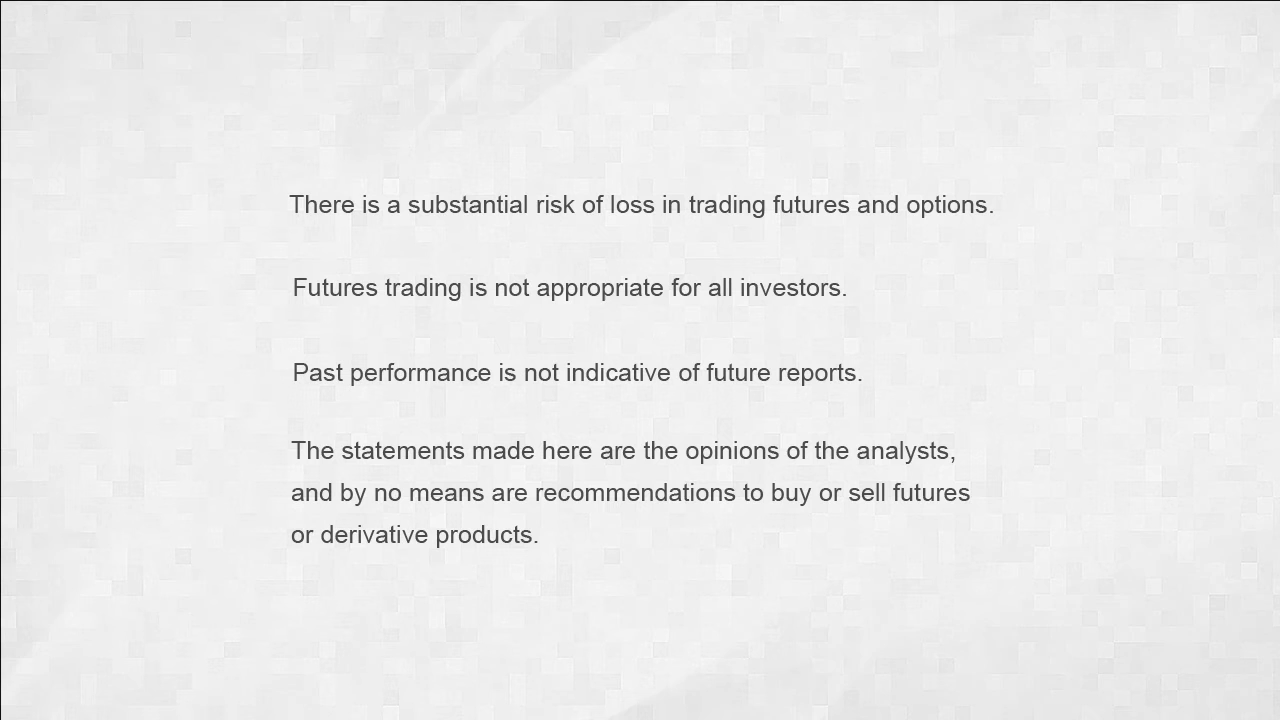 There is a substantial risk of loss in trading futures and options.
Futures trading is not appropriate for all investors.
Past performance is not indicative of future reports.
The statements made here are the opinions of the analysts,
and by no means are recommendations to buy or sell futures
or derivative products.